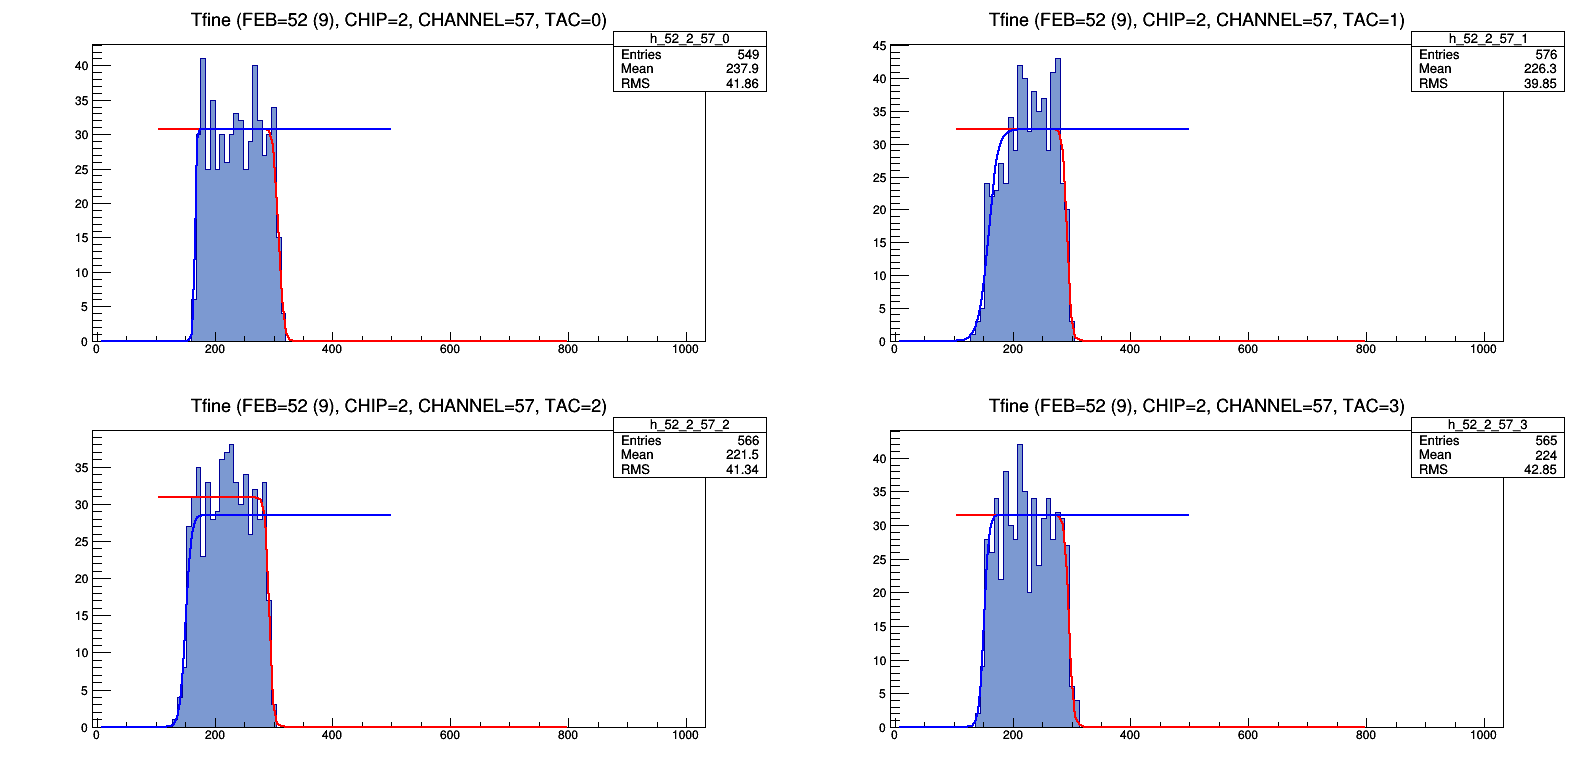 Tfine (FEB=52 (9), CHIP=2, CHANNEL=57, TAC=0)
h_52_2_57_0
Entries 549
Mean 237.9
RMS 41.86
40
35
30
25
20
15
10
5
0
0 200 400 600 800 1000
Tfine (FEB=52 (9), CHIP=2, CHANNEL=57, TAC=1)
h_52_2_57_1
Entries 576
Mean 226.3
RMS 39.85
45
40
35
30
25
20
15
10
5
0
0 200 400 600 800 1000
Tfine (FEB=52 (9), CHIP=2, CHANNEL=57, TAC=2)
h_52_2_57_2
Entries 566
Mean 221.5
RMS 41.34
35
30
25
20
15
10
5
0
0 200 400 600 800 1000
Tfine (FEB=52 (9), CHIP=2, CHANNEL=57, TAC=3)
h_52_2_57_3
Entries 565
Mean 224
RMS 42.85
40
35
30
25
20
15
10
5
0
0 200 400 600 800 1000